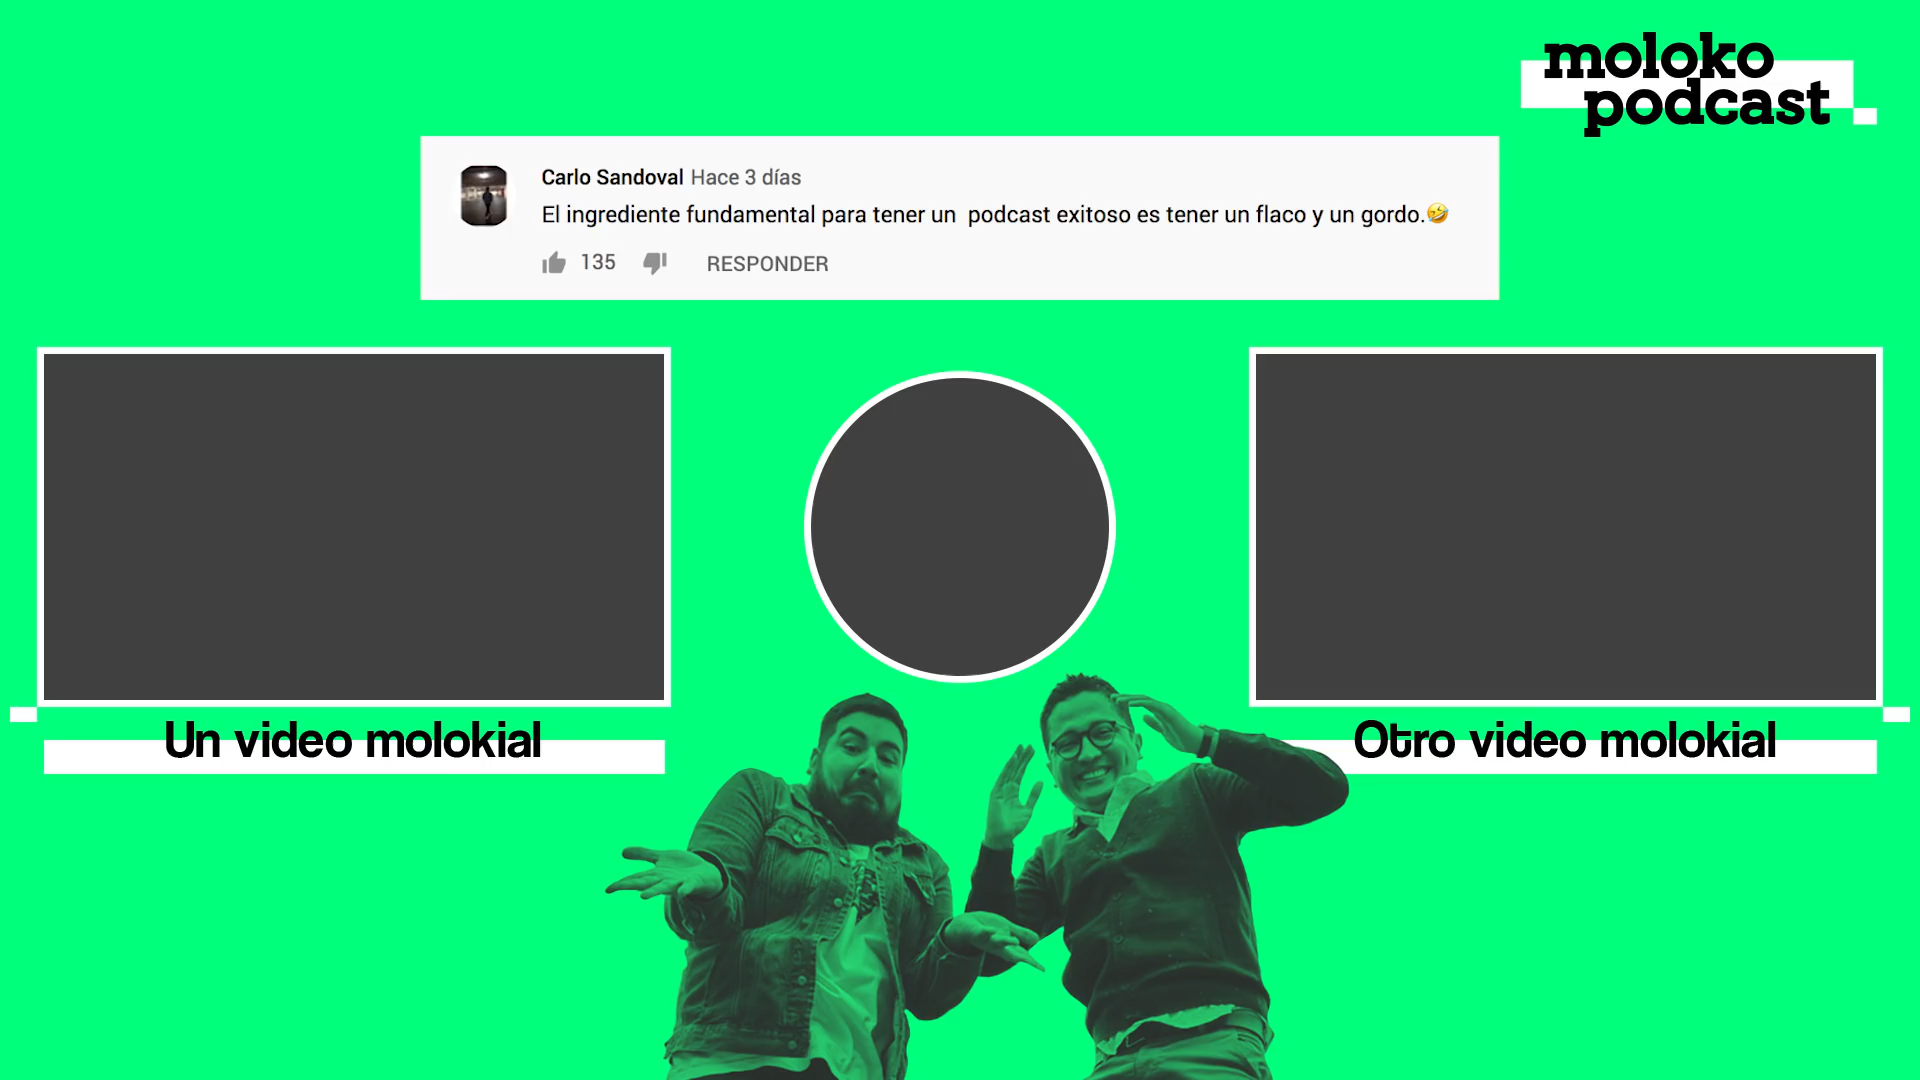 moloko
podcast
Carlo Sandoval Hace 3 días
El ingrediente fundamental para tener un  podcast exitoso es tener un flaco y un gordo.🤣
135 RESPONDER
Un video molokial
Otro video molokial